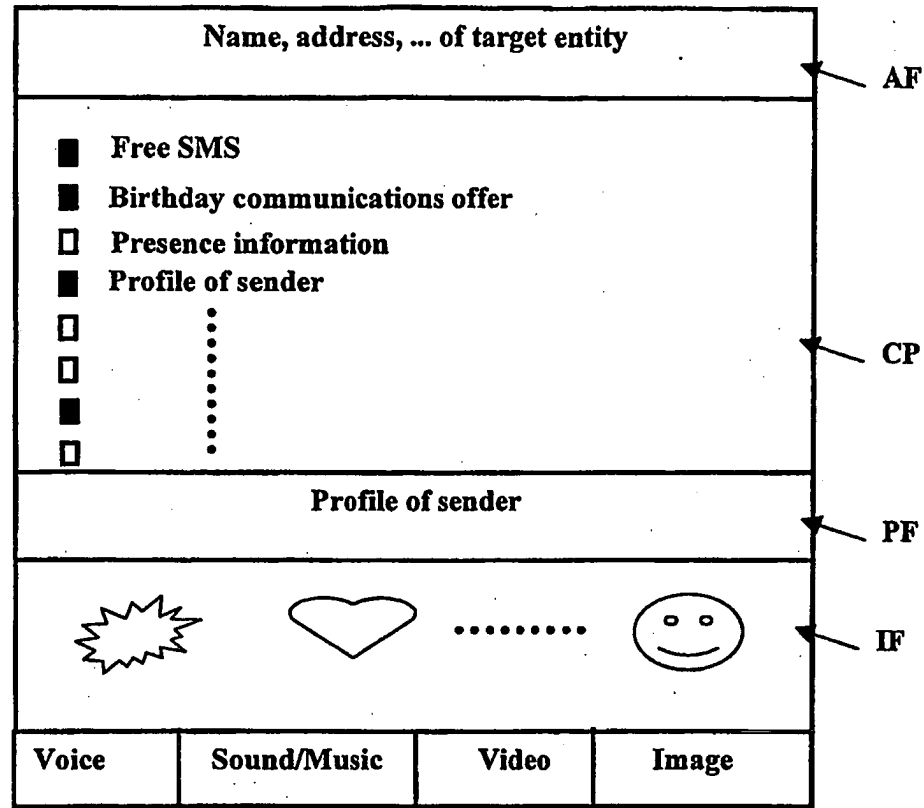 Name, address, ... of target entity
AF
Free SMS
Birthday communications offer
Presence information
Profile of sender
CP
Profile of sender
PF
IF
Voice Sound/Music Video Image